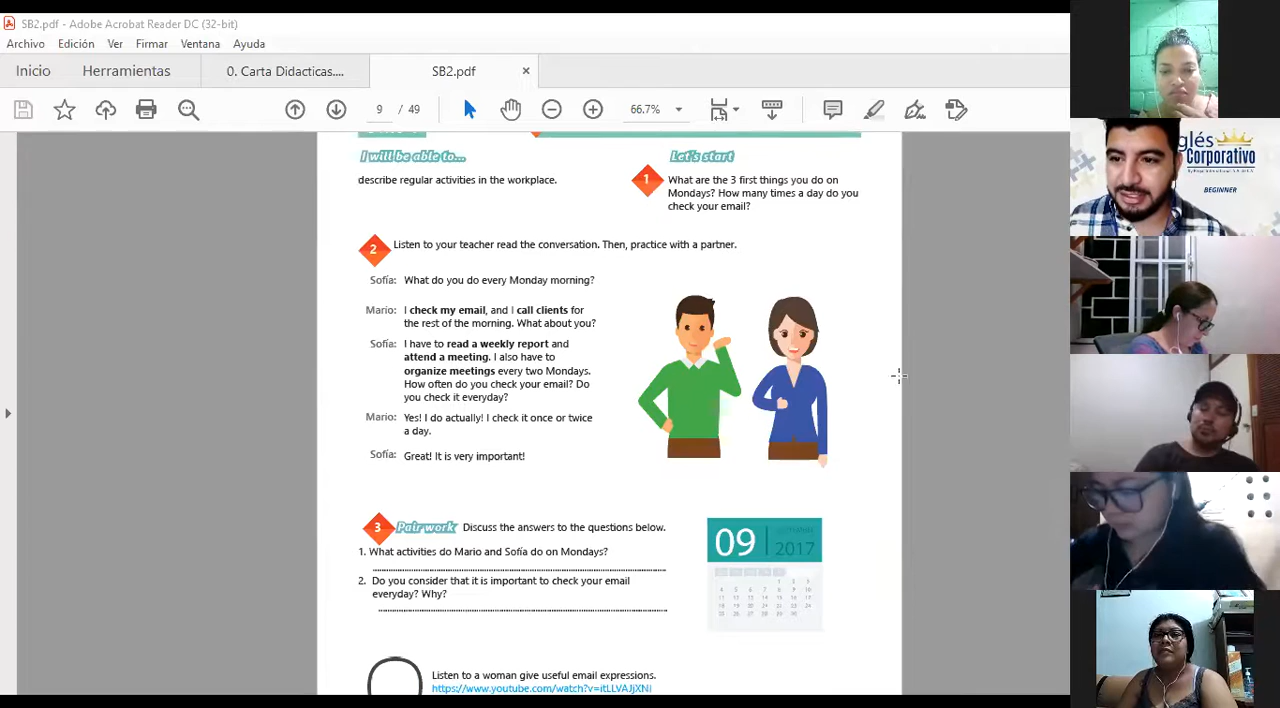 SB2.pdf - Adobe Acrobat Reader DC (32-bit)
Archivo Edición Ver Firmar Ventana Ayuda
Inicio Herramientas 0. Carta Didacticas.... SB2.pdf ×
9 / 49 66.7%
I will be able to...
describe regular activities in the workplace.
Let's start
1 What are the 3 first things you do on
Mondays? How many times a day do you
check your email?
2 Listen to your teacher read the conversation. Then, practice with a partner.
Sofía: What do you do every Monday morning?
Mario: I check my email, and I call clients for
the rest of the morning. What about you?
Sofía: I have to read a weekly report and
attend a meeting. I also have to
organize meetings every two Mondays.
How often do you check your email? Do
you check it everyday?
Mario: Yes! I do actually! I check it once or twice
a day.
Sofía: Great! It is very important!
3 Pair work Discuss the answers to the questions below.
1. What activities do Mario and Sofía do on Mondays?
2. Do you consider that it is important to check your email
everyday? Why?
09 2017
Listen to a woman give useful email expressions.
https://www.youtube.com/watch?v=itLLVAJjXNI
glés
Corporativo
BEGINNER